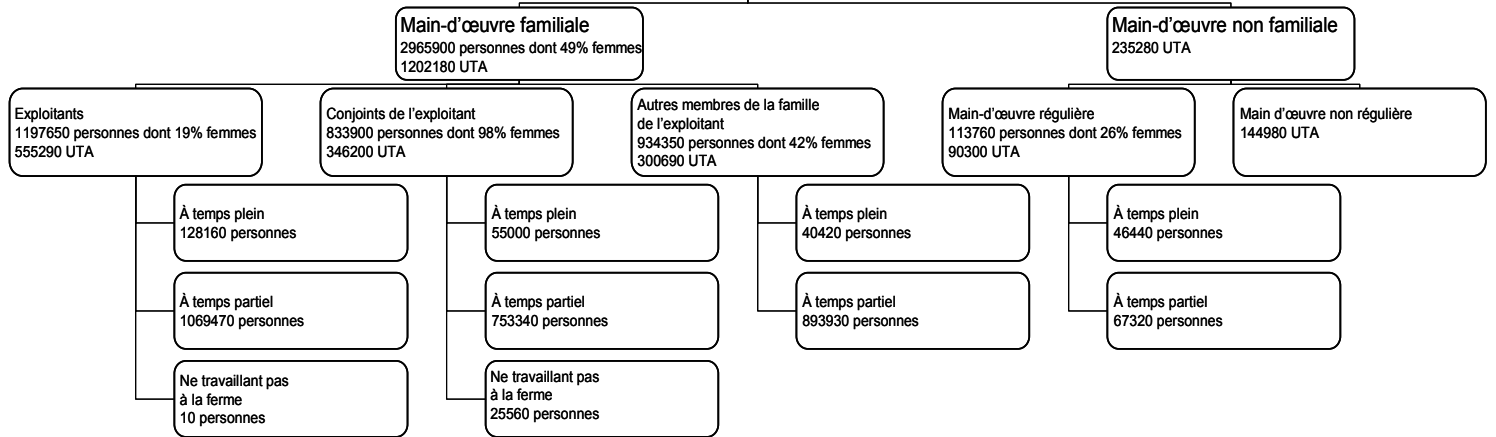 Main-d’œuvre familiale
2965900 personnes dont 49% femmes
1202180 UTA
Main-d’œuvre non familiale
235280 UTA
Exploitants
1197650 personnes dont 19% femmes
555290 UTA
Conjoints de l’exploitant
833900 personnes dont 98% femmes
346200 UTA
Autres membres de la famille
de l’exploitant
934350 personnes dont 42% femmes
300690 UTA
Main-d’œuvre régulière
113760 personnes dont 26% femmes
90300 UTA
Main d’œuvre non régulière
144980 UTA
À temps plein
128160 personnes
À temps plein
55000 personnes
À temps plein
40420 personnes
À temps plein
46440 personnes
À temps partiel
1069470 personnes
À temps partiel
753340 personnes
À temps partiel
893930 personnes
À temps partiel
67320 personnes
Ne travaillant pas
à la ferme
10 personnes
Ne travaillant pas
à la ferme
25560 personnes